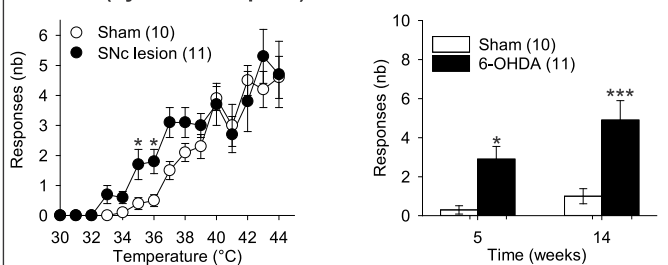 Sham (10)
SNc lesion (11)
Responses (nb)
6
5
4
3
2
1
0
* *
30 32 34 36 38 40 42 44
Temperature (°C)
Sham (10)
6-OHDA (11)
Responses (nb)
10
8
6
4
2
0
*
***
5 14
Time (weeks)